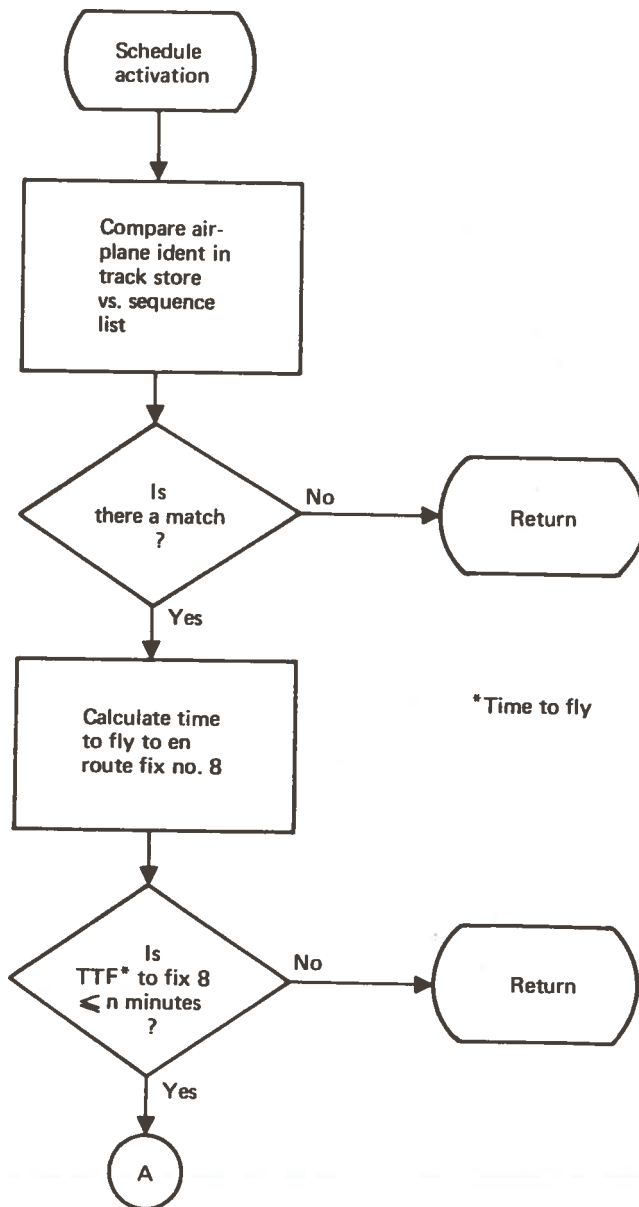 Schedule
activation
Compare air-
plane ident in
track store
vs. sequence
list
Is
there a match
?
No
Return
Yes
Calculate time
to fly to en
route fix no. 8
*Time to fly
Is
TTF* to fix 8
⩽ n minutes
?
No
Return
Yes
A